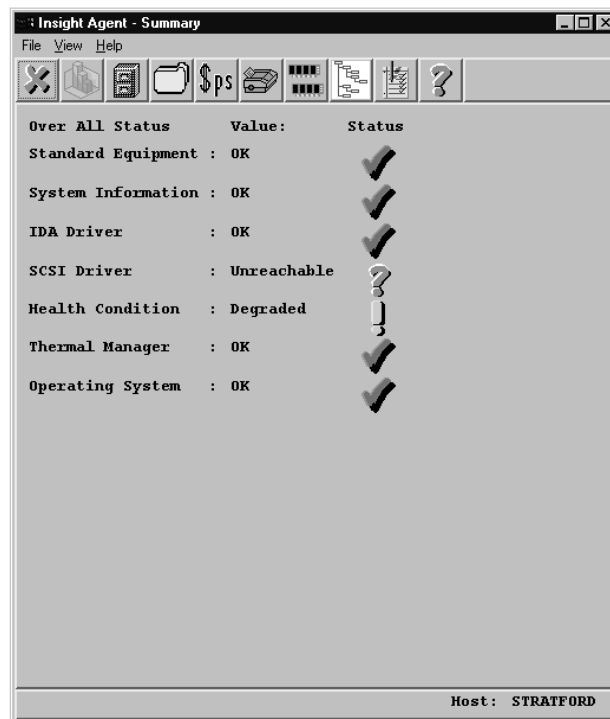 Insight Agent - Summary
File View Help
$ps
Over All Status Value: Status
Standard Equipment : OK
System Information : OK
IDA Driver : OK
SCSI Driver : Unreachable
Health Condition : Degraded
Thermal Manager : OK
Operating System : OK
Host: STRATFORD